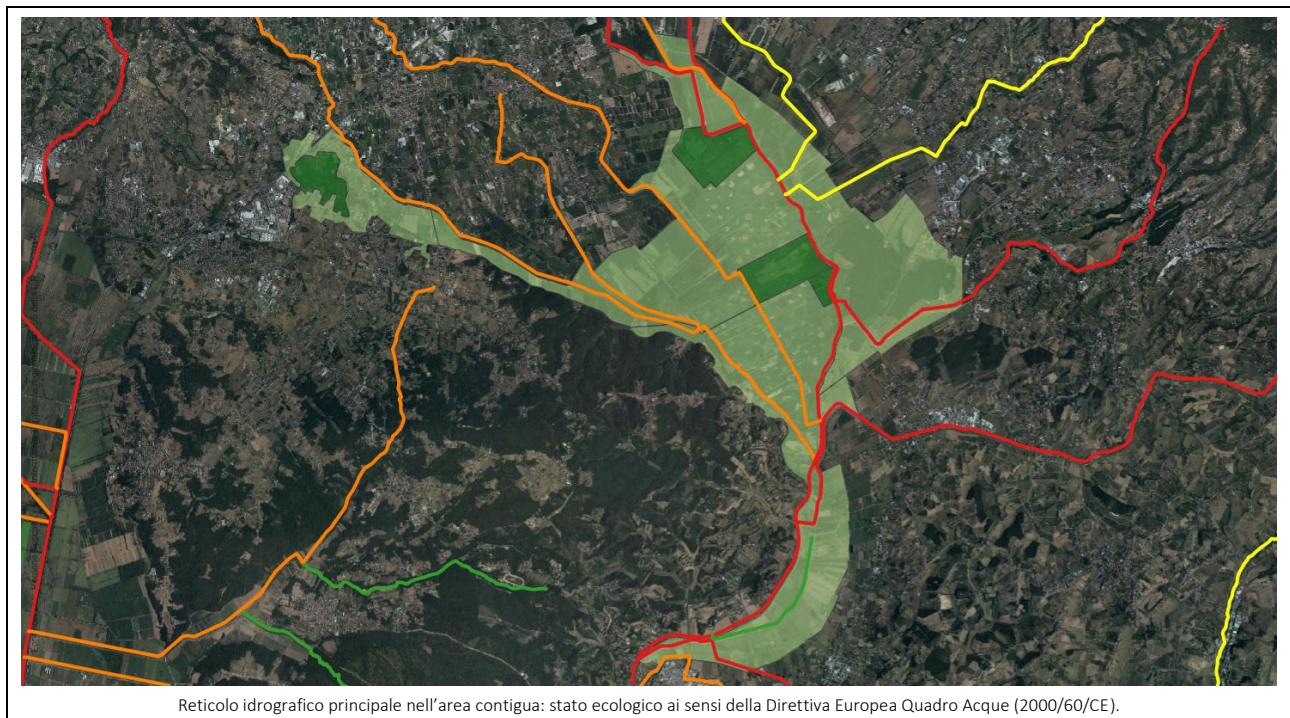 Reticolo idrografico principale nell'area contigua: stato ecologico ai sensi della Direttiva Europea Quadro Acque (2000/60/CE).